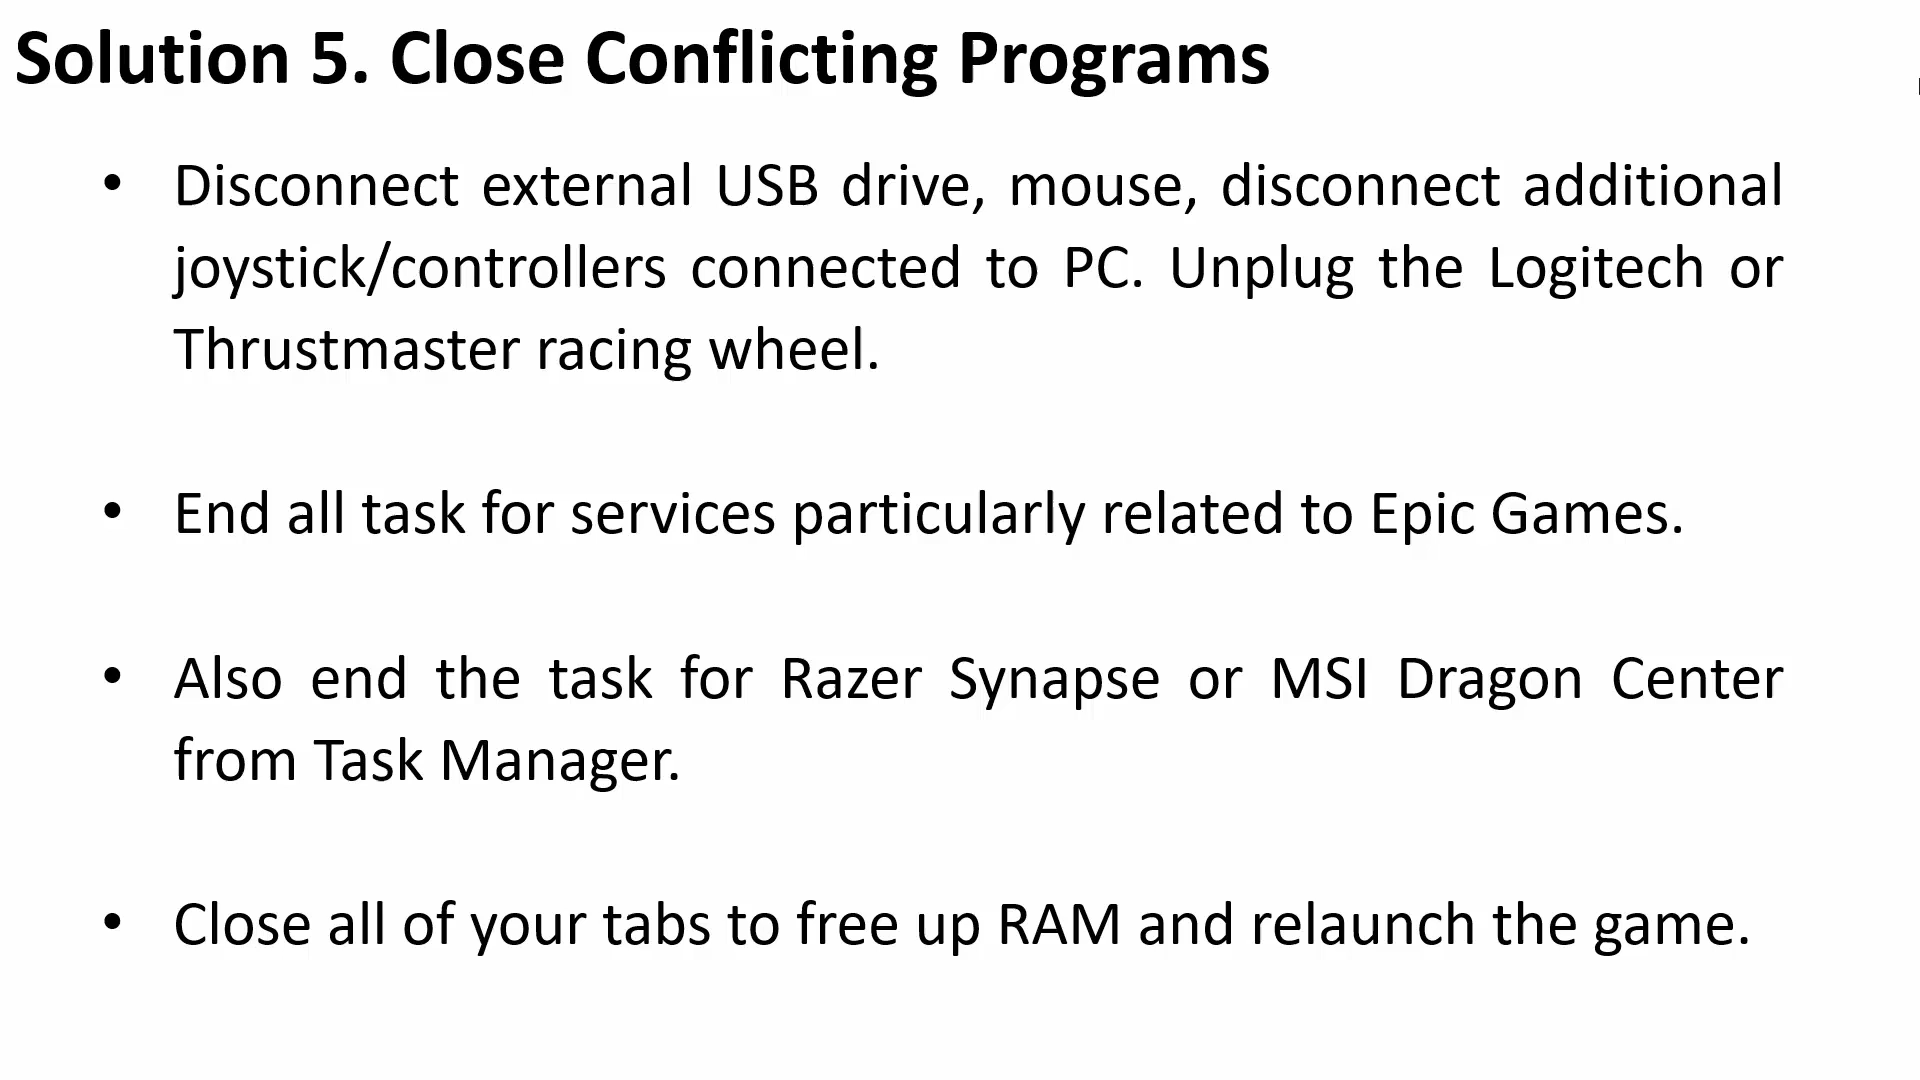 Solution 5. Close Conflicting Programs
• Disconnect external USB drive, mouse, disconnect additional
joystick/controllers connected to PC. Unplug the Logitech or
Thrustmaster racing wheel.
• End all task for services particularly related to Epic Games.
• Also end the task for Razer Synapse or MSI Dragon Center
from Task Manager.
• Close all of your tabs to free up RAM and relaunch the game.